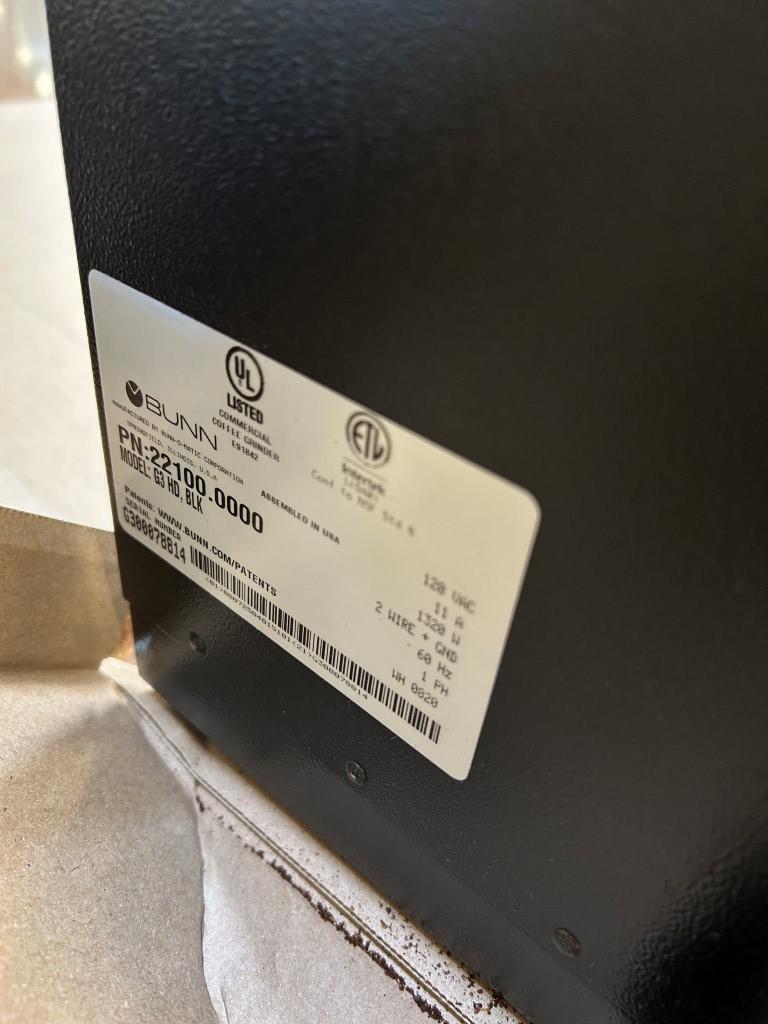 UL
LISTED
COMMERCIAL
COFFEE GRINDER
E91842
BUNN
MANUFACTURED BY BUNN-O-MATIC CORPORATION
SPRINGFIELD, ILLINOIS, U.S.A
PN:22100.0000
MODEL: G3 HD, BLK
ASSEMBLED IN USA
Patents: WWW.BUNN.COM/PATENTS
SERIAL NUMBER
G300078814
ETL
Intertek
Conf to NSF Std 8
120 VAC
11 A
1320 W
2 WIRE + GND
60 Hz
1 PH
WH 0820